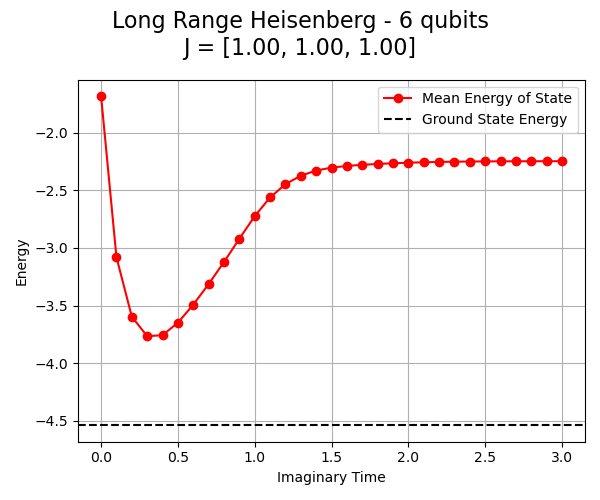 Long Range Heisenberg - 6 qubits
J = [1.00, 1.00, 1.00]
Mean Energy of State
Ground State Energy
Energy
−2.0
−2.5
−3.0
−3.5
−4.0
−4.5
0.0 0.5 1.0 1.5 2.0 2.5 3.0
Imaginary Time